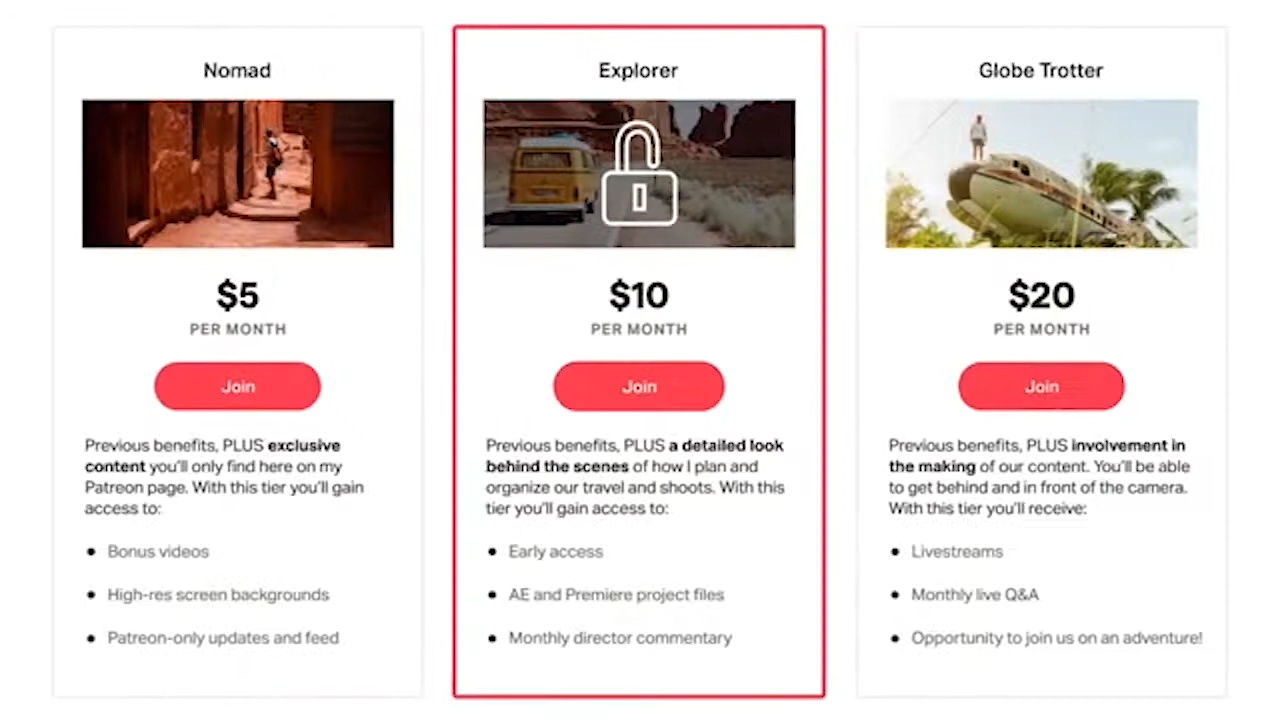 Nomad
$5
PER MONTH
Join
Previous benefits, PLUS exclusive
content you'll only find here on my
Patreon page. With this tier you'll gain
access to:
Bonus videos
High-res screen backgrounds
Patreon-only updates and feed
Explorer
$10
PER MONTH
Join
Previous benefits, PLUS a detailed look
behind the scenes of how I plan and
organize our travel and shoots. With this
tier you'll gain access to:
Early access
AE and Premiere project files
Monthly director commentary
Globe Trotter
$20
PER MONTH
Join
Previous benefits, PLUS involvement in
the making of our content. You'll be able
to get behind and in front of the camera.
With this tier you'll receive:
Livestreams
Monthly live Q&A
Opportunity to join us on an adventure!